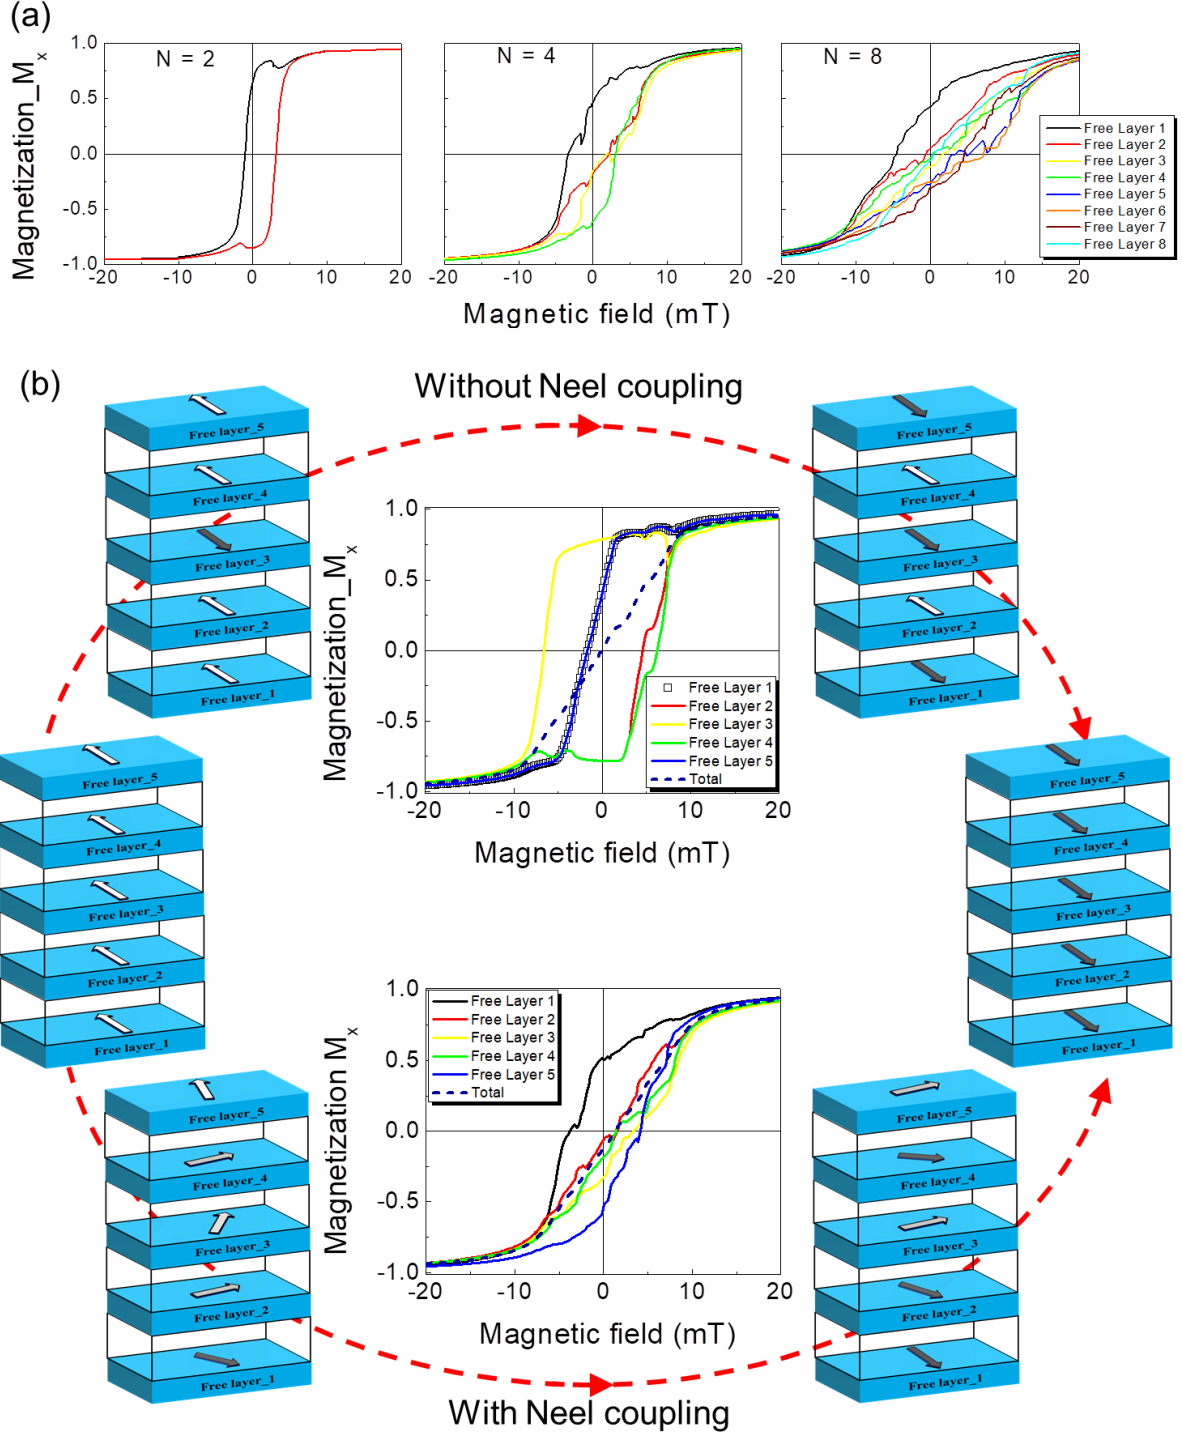 (a)
Magnetization_Mx
1.0
0.5
0.0
-0.5
-1.0
N = 2
N = 4
N = 8
-20 -10 0 10 20
-20 -10 0 10 20
-20 -10 0 10 20
Free Layer 1
Free Layer 2
Free Layer 3
Free Layer 4
Free Layer 5
Free Layer 6
Free Layer 7
Free Layer 8
Magnetic field (mT)
(b)
Without Neel coupling
Free layer_5
Free layer_4
Free layer_3
Free layer_2
Free layer_1
Free layer_5
Free layer_4
Free layer_3
Free layer_2
Free layer_1
Magnetization_Mx
1.0
0.5
0.0
-0.5
-1.0
Free Layer 1
Free Layer 2
Free Layer 3
Free Layer 4
Free Layer 5
Total
-20 -10 0 10 20
Magnetic field (mT)
Free layer_5
Free layer_4
Free layer_3
Free layer_2
Free layer_1
Free layer_5
Free layer_4
Free layer_3
Free layer_2
Free layer_1
Magnetization Mx
1.0
0.5
0.0
-0.5
-1.0
Free Layer 1
Free Layer 2
Free Layer 3
Free Layer 4
Free Layer 5
Total
-20 -10 0 10 20
Magnetic field (mT)
Free layer_5
Free layer_4
Free layer_3
Free layer_2
Free layer_1
Free layer_5
Free layer_4
Free layer_3
Free layer_2
Free layer_1
With Neel coupling